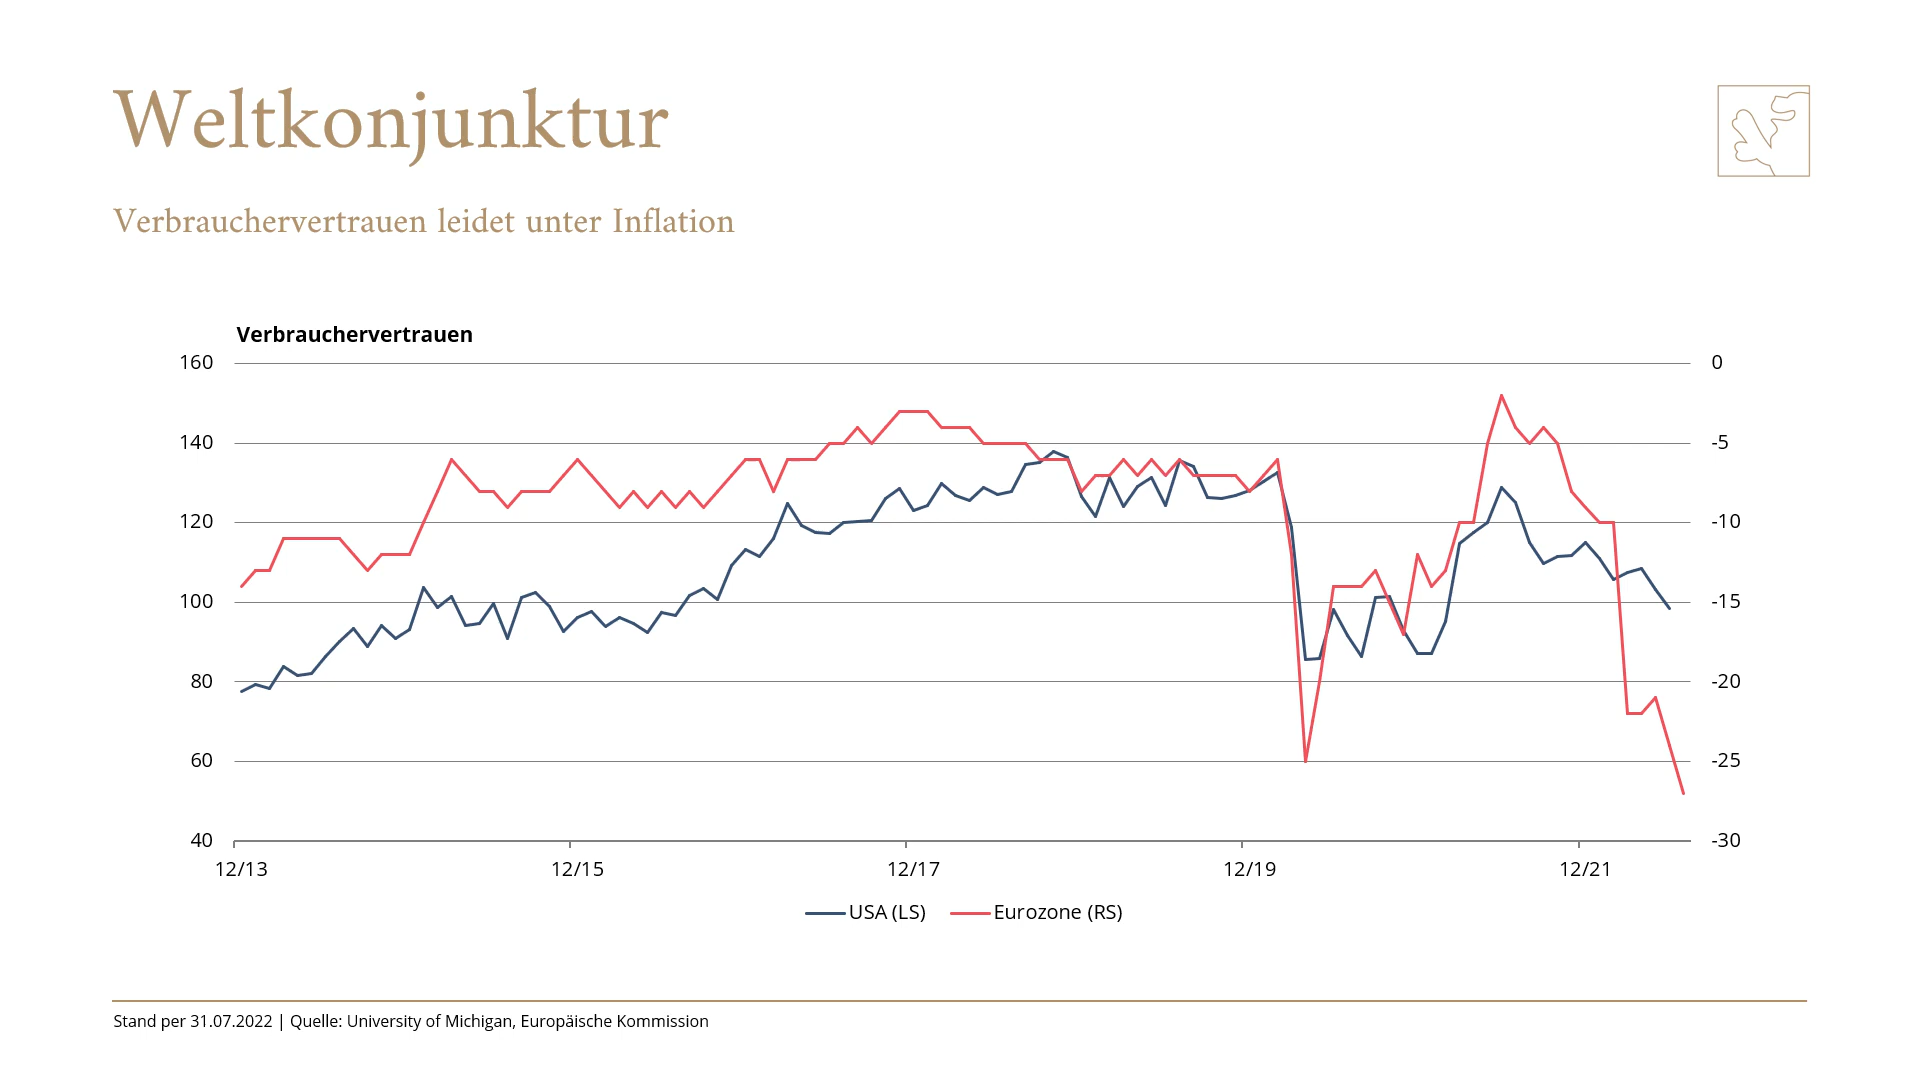 Weltkonjunktur
Verbrauchervertrauen leidet unter Inflation
Verbrauchervertrauen
160
140
120
100
80
60
40
0
-5
-10
-15
-20
-25
-30
12/13 12/15 12/17 12/19 12/21
USA (LS) Eurozone (RS)
Stand per 31.07.2022 | Quelle: University of Michigan, Europäische Kommission